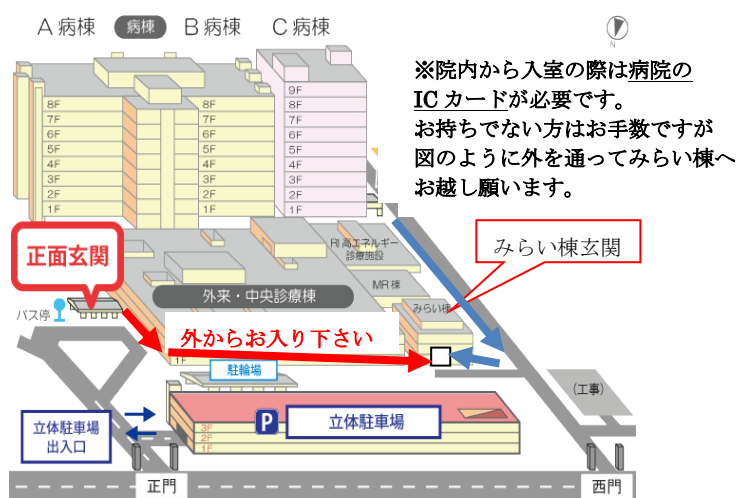 A 病棟 病棟 B 病棟 C 病棟
N
※院内から入室の際は病院の
IC カードが必要です。
お持ちでない方はお手数ですが
図のように外を通ってみらい棟へ
お越し願います。
9F
8F 8F 8F
7F 7F 7F
6F 6F 6F
5F 5F 5F
4F 4F 4F
3F 3F 3F
2F 2F 2F
1F 1F 1F
正面玄関
RI高エネルギー
診療施設
みらい棟玄関
MR 棟
外来・中央診療棟
みらい棟
バス停
外からお入り下さい
1F
駐輪場
(工事)
立体駐車場
出入口
P 立体駐車場
3F
2F
1F
正門
西門